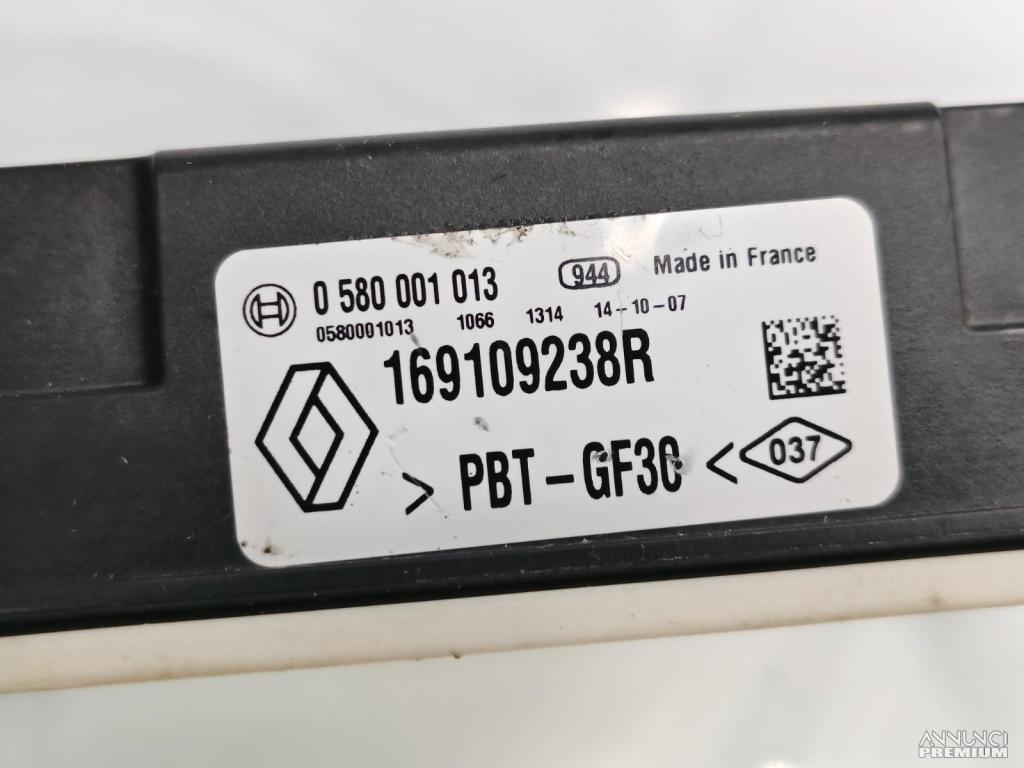 0 580 001 013 944 Made in France
0580001013 1066 1314 14-10-07
169109238R
>PBT-GF30< 037
ANNUNCI
PREMIUM